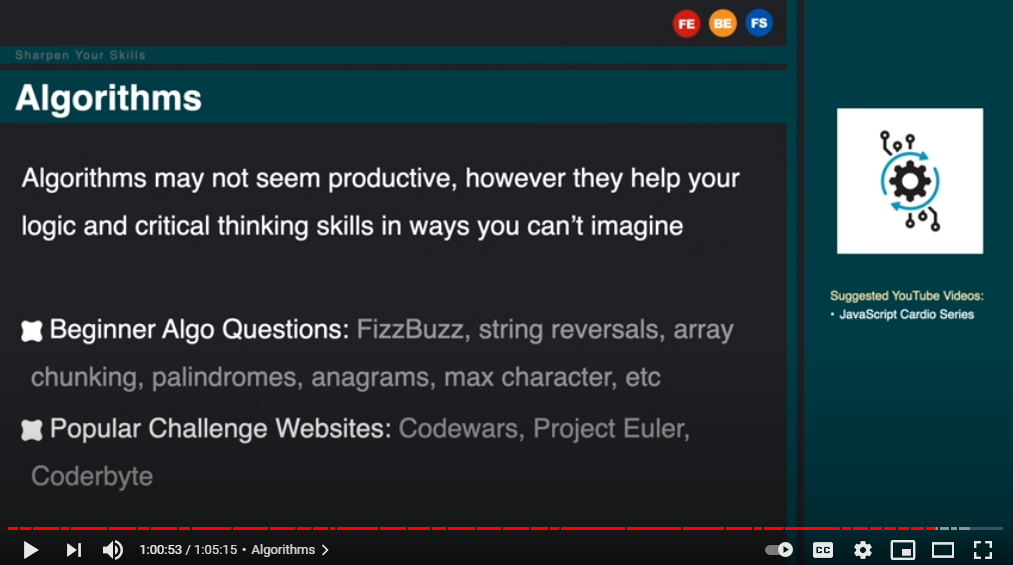 FE BE FS
Sharpen Your Skills
Algorithms
Algorithms may not seem productive, however they help your
logic and critical thinking skills in ways you can’t imagine
Beginner Algo Questions: FizzBuzz, string reversals, array
chunking, palindromes, anagrams, max character, etc
Popular Challenge Websites: Codewars, Project Euler,
Coderbyte
Suggested YouTube Videos:
• JavaScript Cardio Series
1:00:53 / 1:05:15 • Algorithms
CC